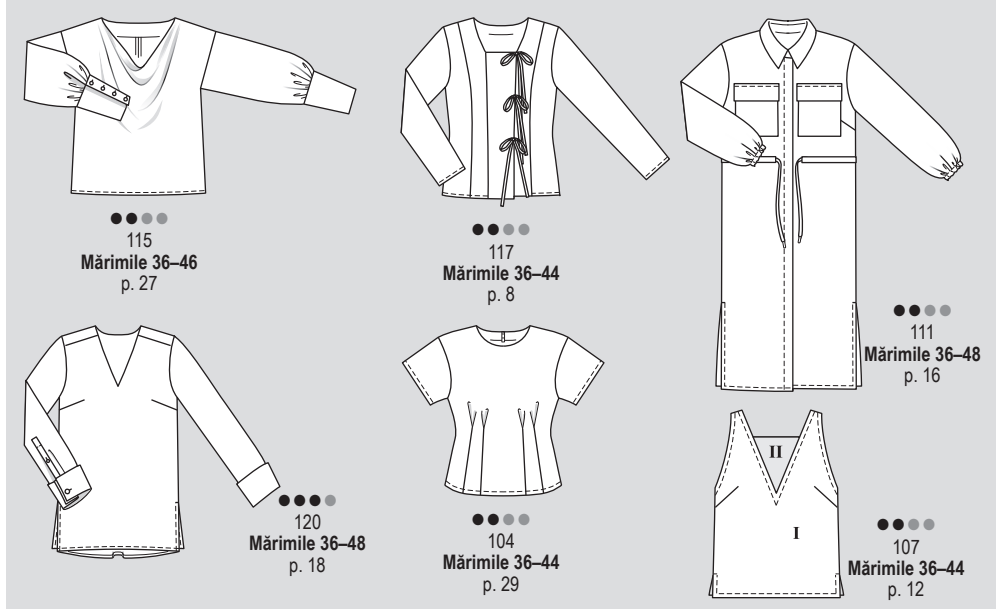 115
Mărimile 36–46
p. 27
117
Mărimile 36–44
p. 8
111
Mărimile 36–48
p. 16
120
Mărimile 36–48
p. 18
104
Mărimile 36–44
p. 29
II
I
107
Mărimile 36–44
p. 12